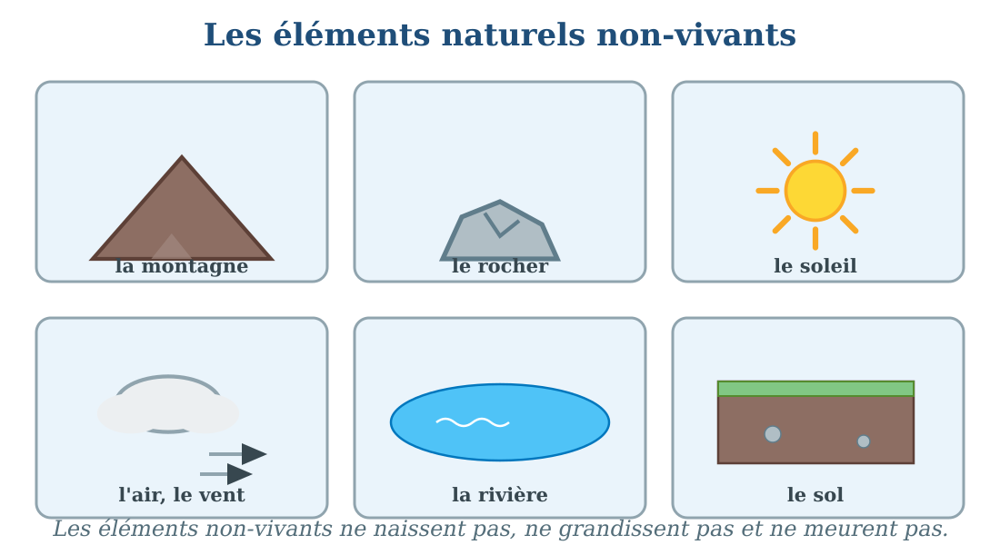 Les éléments naturels non-vivants
la montagne
le rocher
le soleil
l'air, le vent
la rivière
le sol
Les éléments non-vivants ne naissent pas, ne grandissent pas et ne meurent pas.